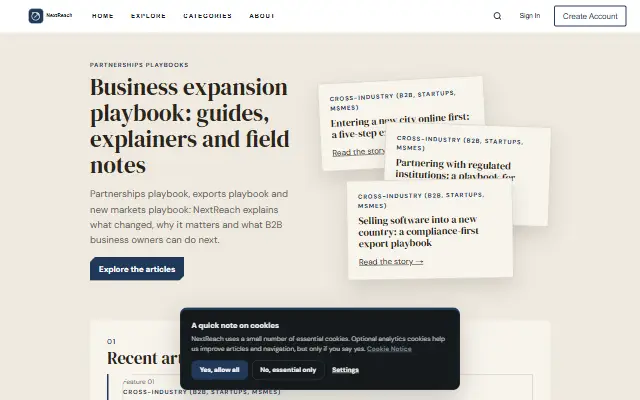 NextReach
HOME
EXPLORE
CATEGORIES
ABOUT
Sign In
Create Account
PARTNERSHIPS PLAYBOOKS
Business expansion
playbook: guides,
explainers and field
notes
Partnerships playbook, exports playbook and
new markets playbook: NextReach explains
what changed, why it matters and what B2B
business owners can do next.
Explore the articles
CROSS-INDUSTRY (B2B, STARTUPS,
MSMES)
Entering a new city online first:
a five-step
Read the story
CROSS-INDUSTRY (B2B, STARTUPS,
MSMES)
Partnering with regulated
institutions: a playbook for
CROSS-INDUSTRY (B2B, STARTUPS,
MSMES)
Selling software into a new
country: a compliance-first
export playbook
Read the story →
01
Recent
Feature 01
CROSS-INDUSTRY (B2B, STARTUPS, MSMES)
A quick note on cookies
NextReach uses a small number of essential cookies. Optional analytics cookies help
us improve articles and navigation, but only if you say yes. Cookie Notice
Yes, allow all
No, essential only
Settings